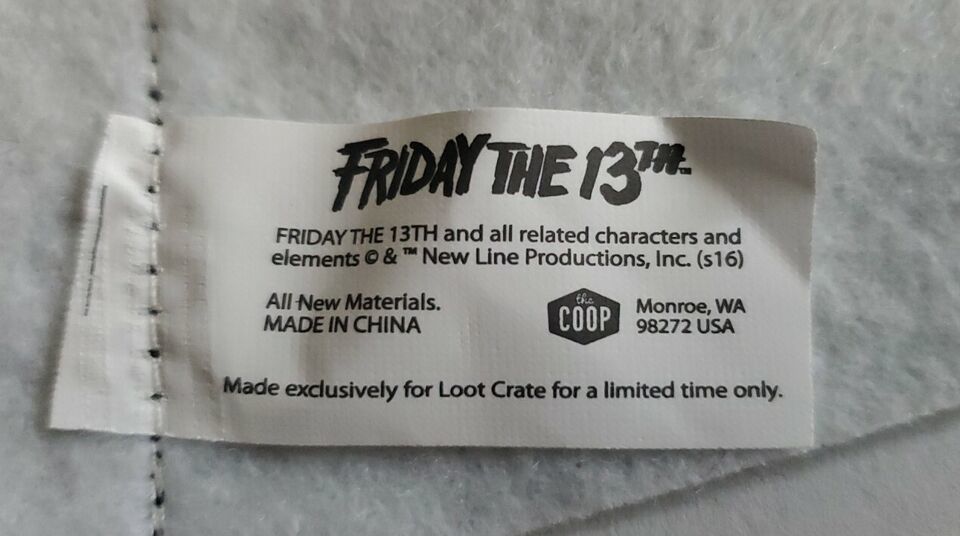 FRIDAY THE 13TH™
FRIDAY THE 13TH and all related characters and
elements © & ™ New Line Productions, Inc. (s16)
All New Materials.
MADE IN CHINA
the
COOP
Monroe, WA
98272 USA
Made exclusively for Loot Crate for a limited time only.